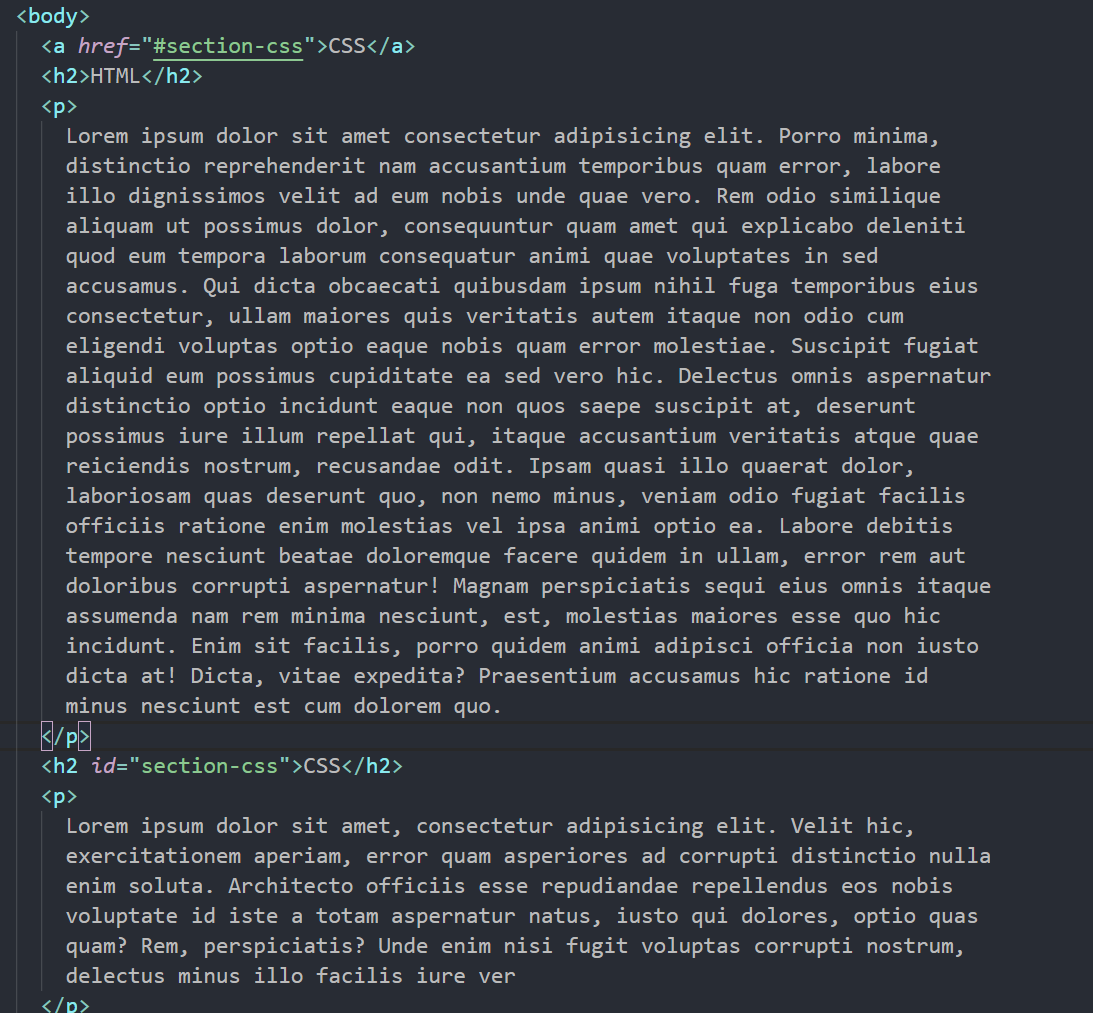 <body>
<a href="#section-css">CSS</a>
<h2>HTML</h2>
<p>
Lorem ipsum dolor sit amet consectetur adipisicing elit. Porro minima,
distinctio reprehenderit nam accusantium temporibus quam error, labore
illo dignissimos velit ad eum nobis unde quae vero. Rem odio similique
aliquam ut possimus dolor, consequuntur quam amet qui explicabo deleniti
quod eum tempora laborum consequatur animi quae voluptates in sed
accusamus. Qui dicta obcaecati quibusdam ipsum nihil fuga temporibus eius
consectetur, ullam maiores quis veritatis autem itaque non odio cum
eligendi voluptas optio eaque nobis quam error molestiae. Suscipit fugiat
aliquid eum possimus cupiditate ea sed vero hic. Delectus omnis aspernatur
distinctio optio incidunt eaque non quos saepe suscipit at, deserunt
possimus iure illum repellat qui, itaque accusantium veritatis atque quae
reiciendis nostrum, recusandae odit. Ipsam quasi illo quaerat dolor,
laboriosam quas deserunt quo, non nemo minus, veniam odio fugiat facilis
officiis ratione enim molestias vel ipsa animi optio ea. Labore debitis
tempore nesciunt beatae doloremque facere quidem in ullam, error rem aut
doloribus corrupti aspernatur! Magnam perspiciatis sequi eius omnis itaque
assumenda nam rem minima nesciunt, est, molestias maiores esse quo hic
incidunt. Enim sit facilis, porro quidem animi adipisci officia non iusto
dicta at! Dicta, vitae expedita? Praesentium accusamus hic ratione id
minus nesciunt est cum dolorem quo.
</p>
<h2 id="section-css">CSS</h2>
<p>
Lorem ipsum dolor sit amet, consectetur adipisicing elit. Velit hic,
exercitationem aperiam, error quam asperiores ad corrupti distinctio nulla
enim soluta. Architecto officiis esse repudiandae repellendus eos nobis
voluptate id iste a totam aspernatur natus, iusto qui dolores, optio quas
quam? Rem, perspiciatis? Unde enim nisi fugit voluptas corrupti nostrum,
delectus minus illo facilis iure ver
</p>